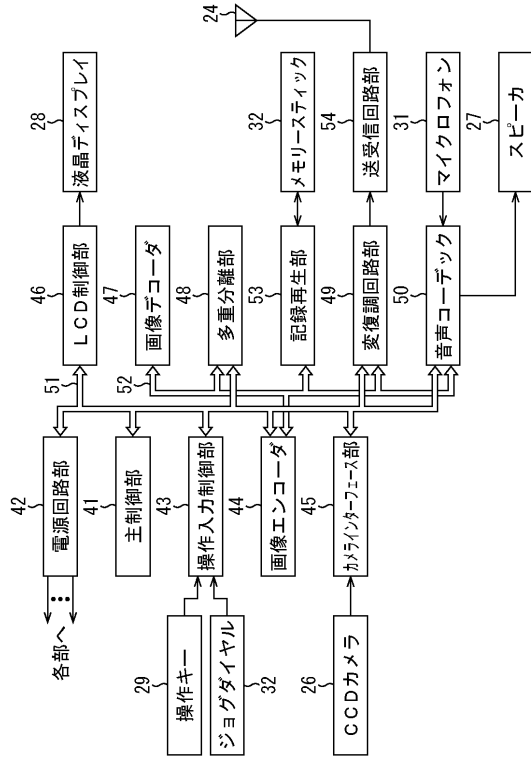 24
28
液晶ディスプレイ
32
メモリースティック
54
送受信回路部
31
マイクロフォン
27
スピーカ
46
LCD制御部
47
画像デコーダ
48
多重分離部
53
記録再生部
49
変復調回路部
50
音声コーデック
51
52
42
電源回路部
41
主制御部
43
操作入力制御部
44
画像エンコーダ
45
カメラインターフェース部
各部へ
29
操作キー
32
ジョグダイヤル
26
CCDカメラ